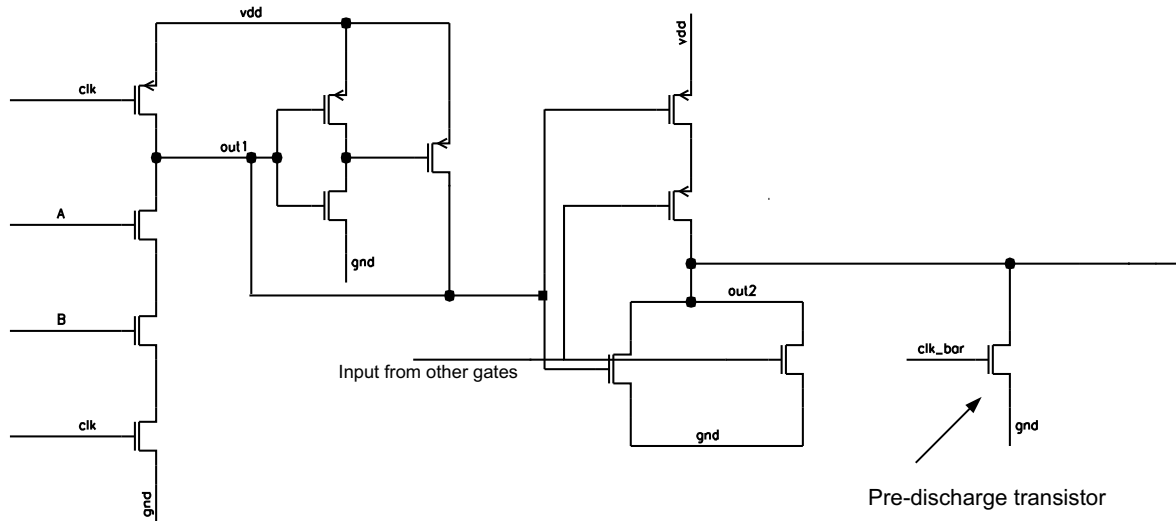 vdd
vdd
clk
out1
A
gnd
out2
B
clk_bar
Input from other gates
clk
gnd
gnd
gnd
Pre-discharge transistor